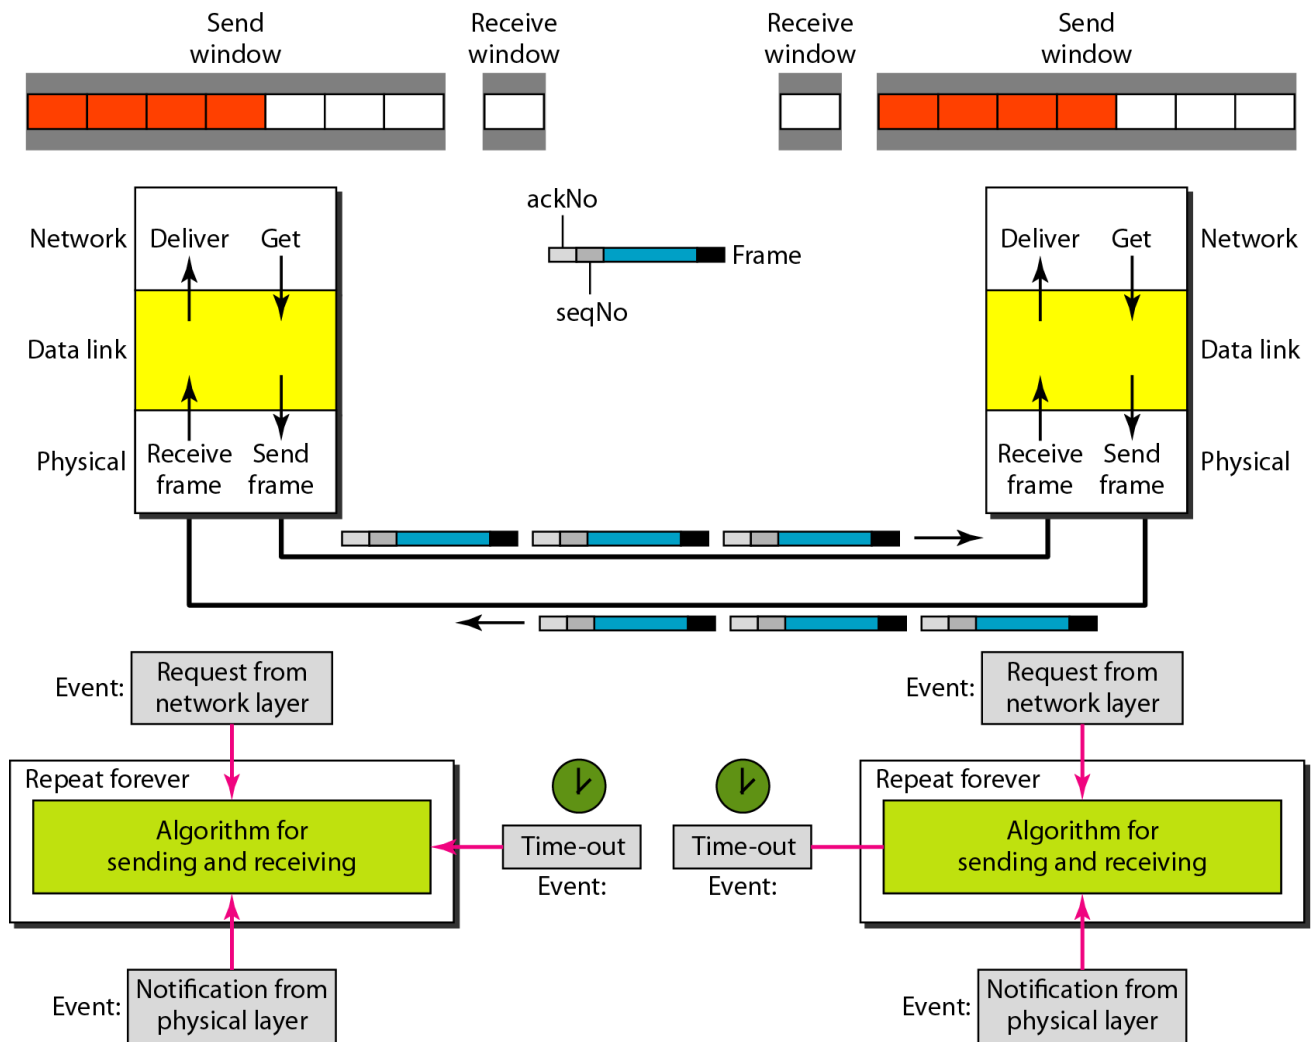 Send
window
Receive
window
Receive
window
Send
window
ackNo
Network
Deliver
Get
Frame
Deliver
Get
Network
seqNo
Data link
Data link
Physical
Receive
frame
Send
frame
Receive
frame
Send
frame
Physical
Event:
Request from
network layer
Event:
Request from
network layer
Repeat forever
Repeat forever
Algorithm for
sending and receiving
Time-out
Event:
Time-out
Event:
Algorithm for
sending and receiving
Event:
Notification from
physical layer
Event:
Notification from
physical layer